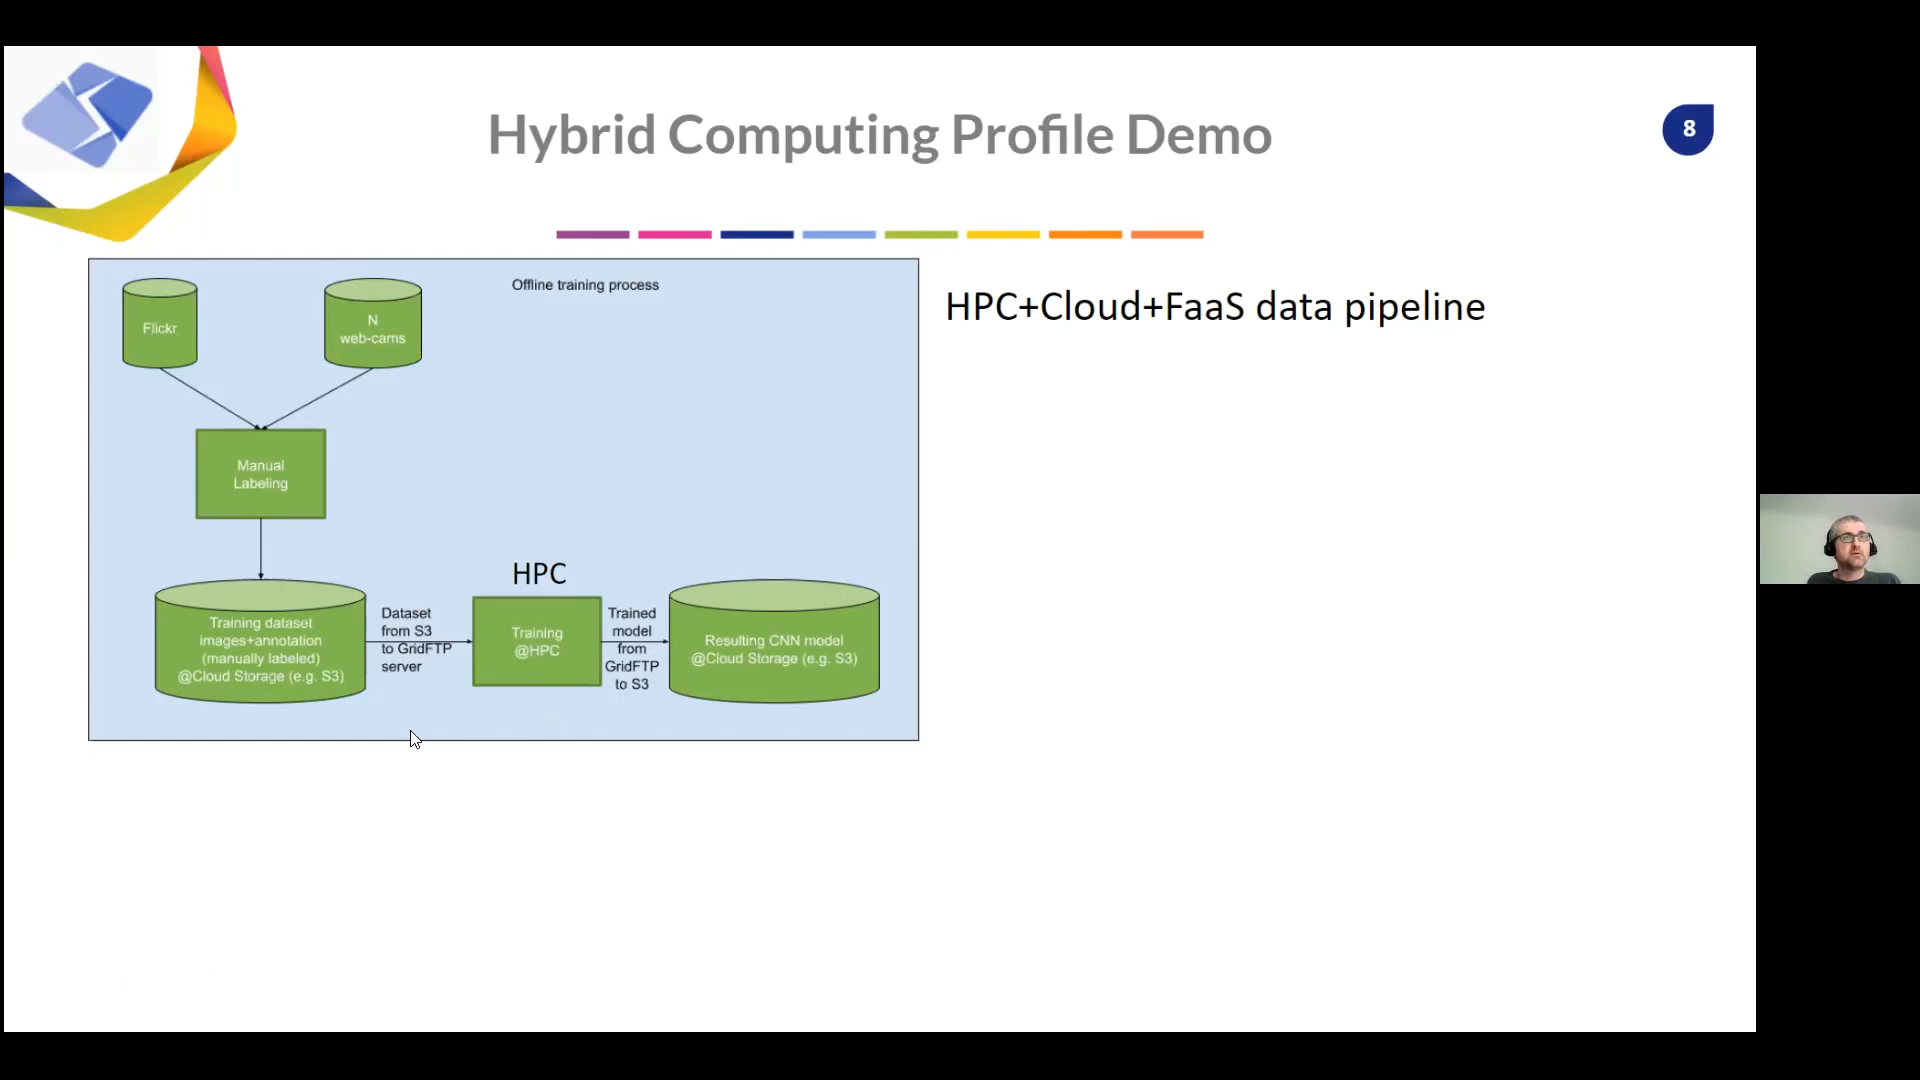 Hybrid Computing Profile Demo
8
Offline training process
HPC+Cloud+FaaS data pipeline
Flickr
N
web-cams
Manual
Labeling
HPC
Training dataset
images+annotation
(manually labeled)
@Cloud Storage (e.g. S3)
Dataset
from S3
to GridFTP
server
Training
@HPC
Trained
model
from
GridFTP
to S3
Resulting CNN model
@Cloud Storage (e.g. S3)